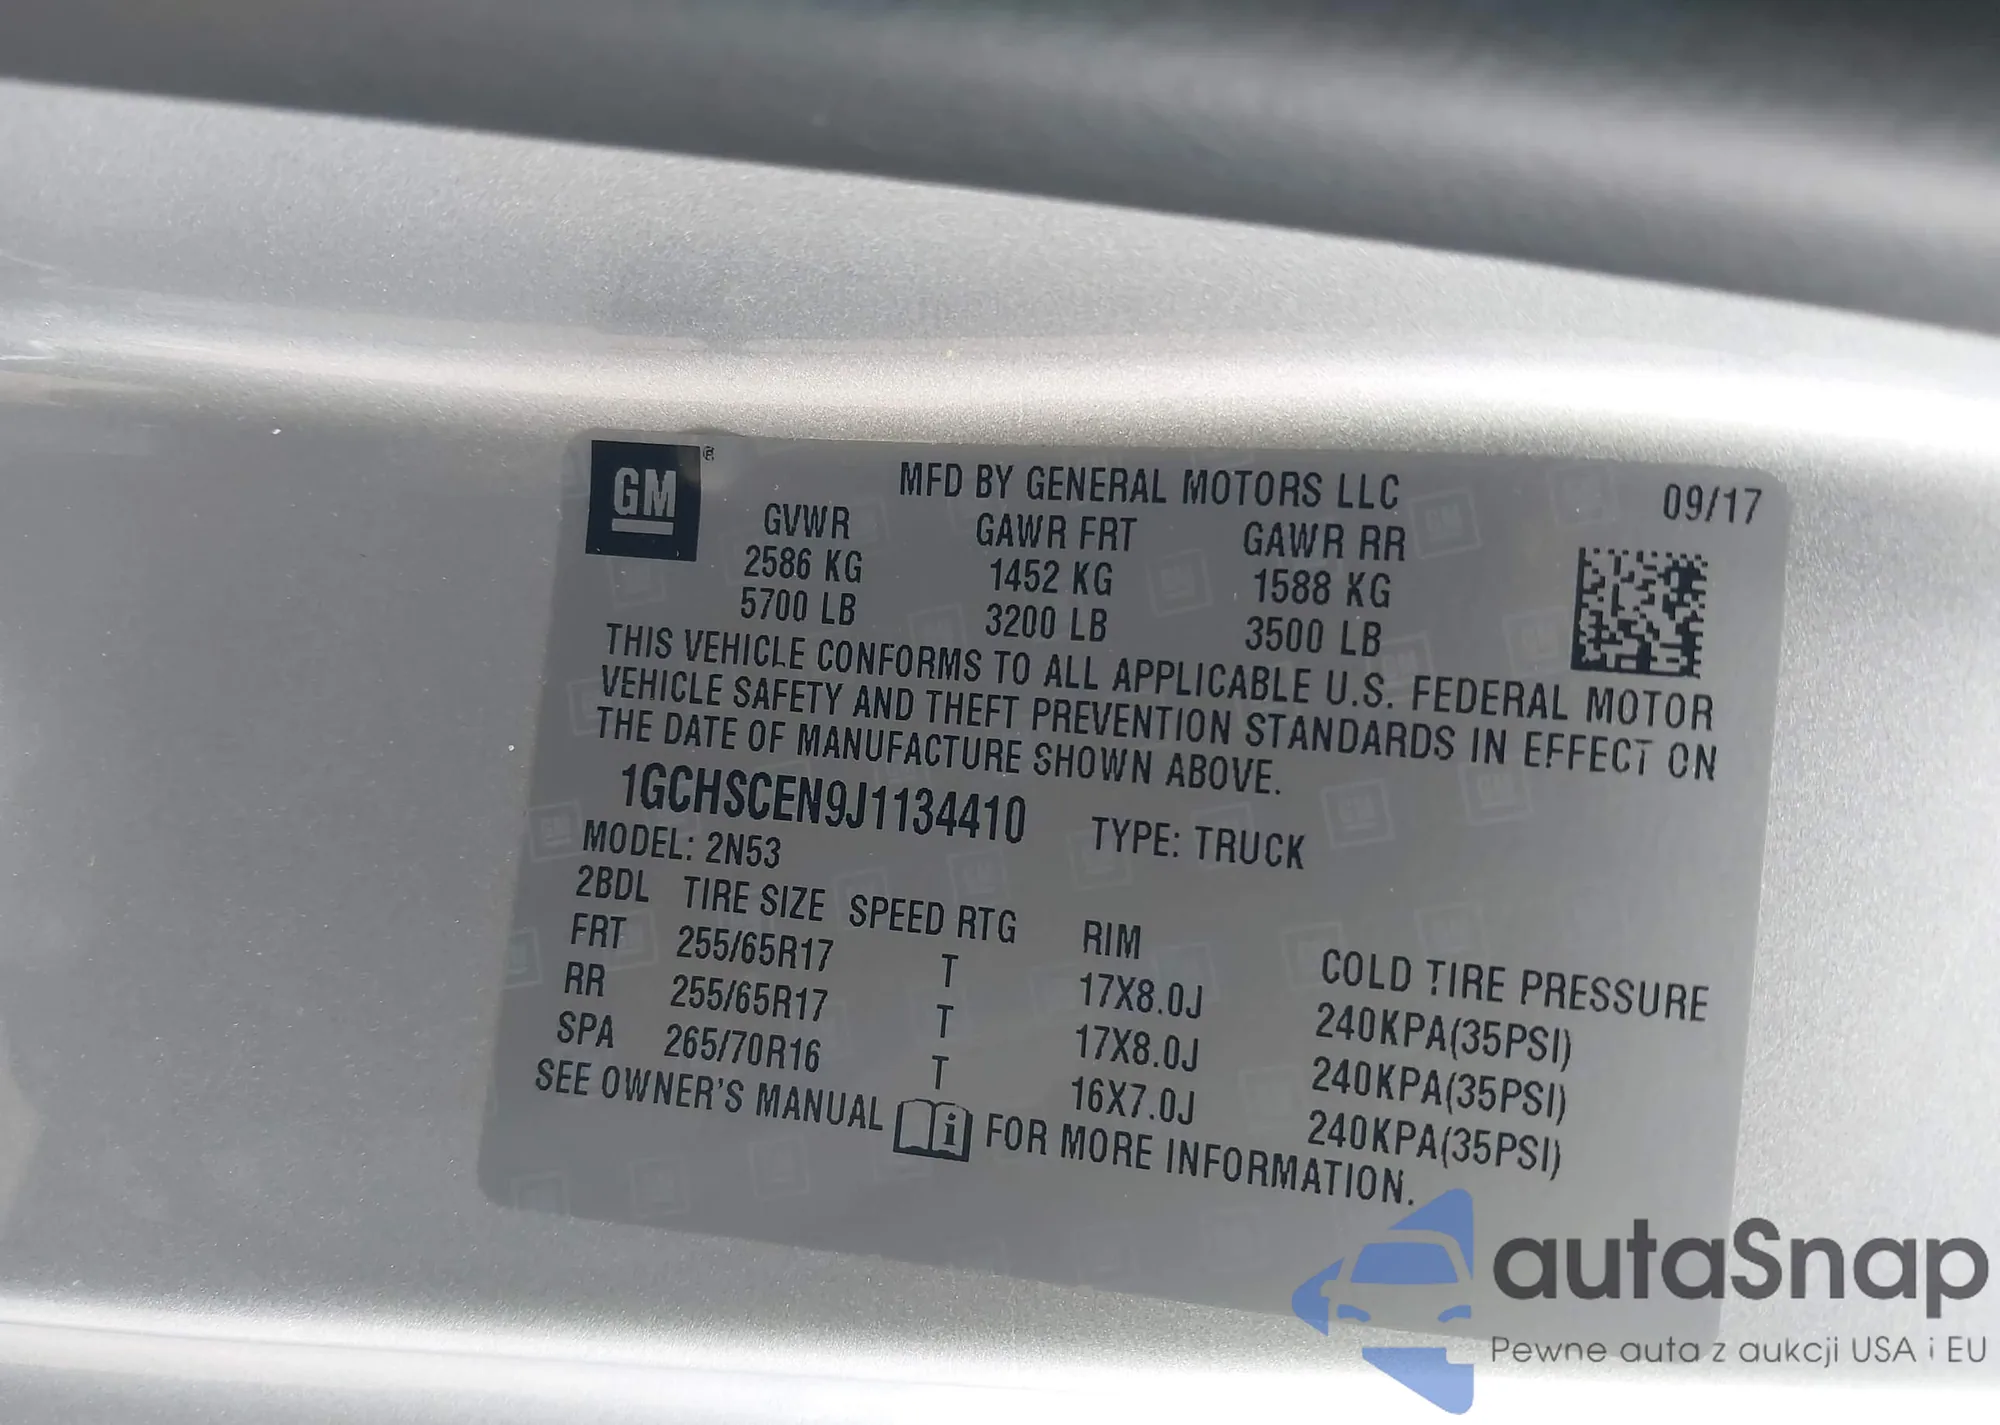 GM ®
MFD BY GENERAL MOTORS LLC 09/17
GVWR GAWR FRT GAWR RR
2586 KG 1452 KG 1588 KG
5700 LB 3200 LB 3500 LB
THIS VEHICLE CONFORMS TO ALL APPLICABLE U.S. FEDERAL MOTOR
VEHICLE SAFETY AND THEFT PREVENTION STANDARDS IN EFFECT ON
THE DATE OF MANUFACTURE SHOWN ABOVE.
1GCHSCEN9J1134410 TYPE: TRUCK
MODEL: 2N53
2BDL TIRE SIZE SPEED RTG RIM COLD TIRE PRESSURE
FRT 255/65R17 T 17X8.0J 240KPA(35PSI)
RR 255/65R17 T 17X8.0J 240KPA(35PSI)
SPA 265/70R16 T 16X7.0J 240KPA(35PSI)
SEE OWNER'S MANUAL i FOR MORE INFORMATION.
autaSnap
Pewne auta z aukcji USA i EU